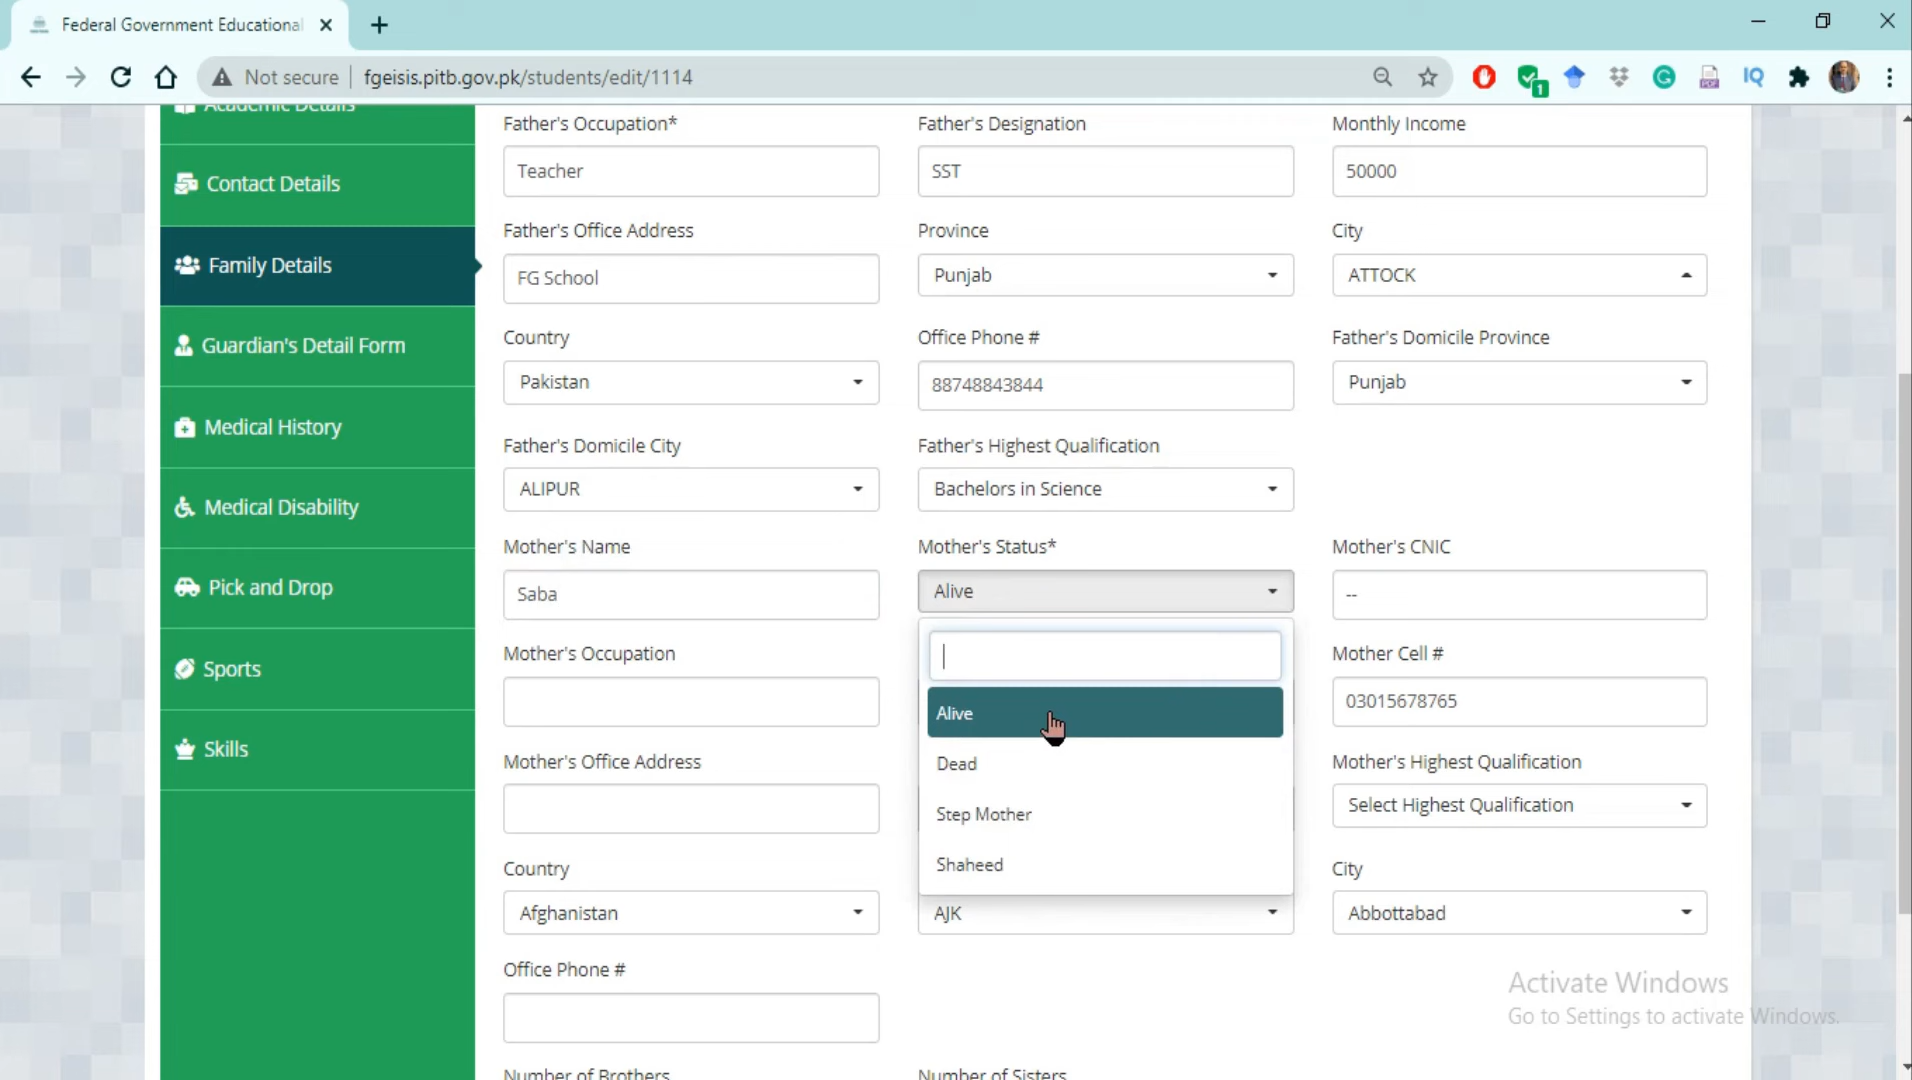 Federal Government Educational
Not secure
fgeisis.pitb.gov.pk/students/edit/1114
1
PDF
IQ
Academic Details
Contact Details
Family Details
Guardian's Detail Form
Medical History
Medical Disability
Pick and Drop
Sports
Skills
Father's Occupation*
Father's Designation
Monthly Income
Teacher
SST
50000
Father's Office Address
Province
City
FG School
Punjab
ATTOCK
Country
Office Phone #
Father's Domicile Province
Pakistan
88748843844
Punjab
Father's Domicile City
Father's Highest Qualification
ALIPUR
Bachelors in Science
Mother's Name
Mother's Status*
Mother's CNIC
Saba
Alive
--
Mother's Occupation
Mother Cell #
Alive
03015678765
Dead
Mother's Office Address
Mother's Highest Qualification
Step Mother
Select Highest Qualification
Shaheed
Country
City
Afghanistan
AJK
Abbottabad
Office Phone #
Activate Windows
Go to Settings to activate Windows.
Number of Brothers
Number of Sisters